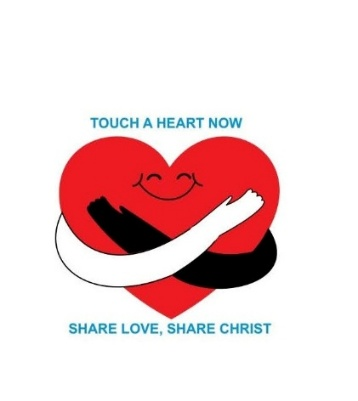 TOUCH A HEART NOW
SHARE LOVE, SHARE CHRIST